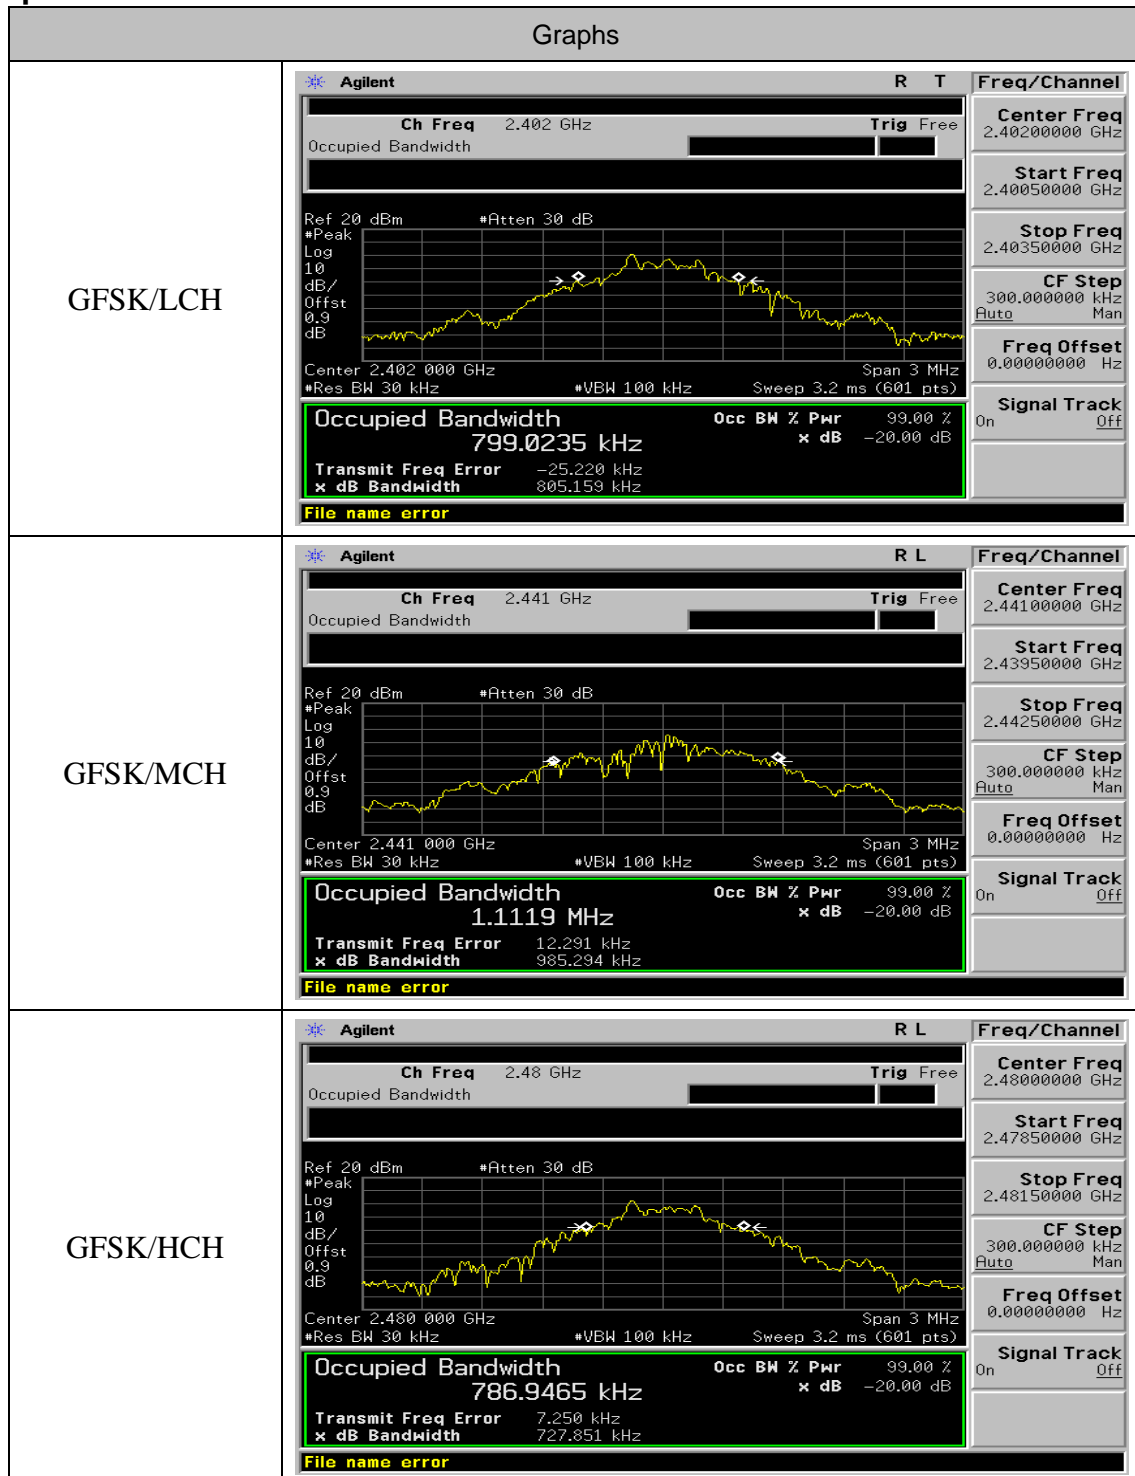 Graphs
GFSK/LCH
Agilent R T Freq/Channel
Ch Freq 2.402 GHz Trig Free
Occupied Bandwidth
Center Freq
2.40200000 GHz
Start Freq
2.40050000 GHz
Stop Freq
2.40350000 GHz
CF Step
300.000000 kHz
Auto Man
Freq Offset
0.00000000 Hz
Signal Track
On Off
Ref 20 dBm #Atten 30 dB
#Peak
Log
10
dB/
Offst
0.9
dB
Center 2.402 000 GHz Span 3 MHz
#Res BW 30 kHz #VBW 100 kHz Sweep 3.2 ms (601 pts)
Occupied Bandwidth Occ BW % Pwr 99.00 %
799.0235 kHz x dB -20.00 dB
Transmit Freq Error -25.220 kHz
x dB Bandwidth 805.159 kHz
File name error
GFSK/MCH
Agilent R L Freq/Channel
Ch Freq 2.441 GHz Trig Free
Occupied Bandwidth
Center Freq
2.44100000 GHz
Start Freq
2.43950000 GHz
Stop Freq
2.44250000 GHz
CF Step
300.000000 kHz
Auto Man
Freq Offset
0.00000000 Hz
Signal Track
On Off
Ref 20 dBm #Atten 30 dB
#Peak
Log
10
dB/
Offst
0.9
dB
Center 2.441 000 GHz Span 3 MHz
#Res BW 30 kHz #VBW 100 kHz Sweep 3.2 ms (601 pts)
Occupied Bandwidth Occ BW % Pwr 99.00 %
1.1119 MHz x dB -20.00 dB
Transmit Freq Error 12.291 kHz
x dB Bandwidth 985.294 kHz
File name error
GFSK/HCH
Agilent R L Freq/Channel
Ch Freq 2.48 GHz Trig Free
Occupied Bandwidth
Center Freq
2.48000000 GHz
Start Freq
2.47850000 GHz
Stop Freq
2.48150000 GHz
CF Step
300.000000 kHz
Auto Man
Freq Offset
0.00000000 Hz
Signal Track
On Off
Ref 20 dBm #Atten 30 dB
#Peak
Log
10
dB/
Offst
0.9
dB
Center 2.480 000 GHz Span 3 MHz
#Res BW 30 kHz #VBW 100 kHz Sweep 3.2 ms (601 pts)
Occupied Bandwidth Occ BW % Pwr 99.00 %
786.9465 kHz x dB -20.00 dB
Transmit Freq Error 7.250 kHz
x dB Bandwidth 727.851 kHz
File name error